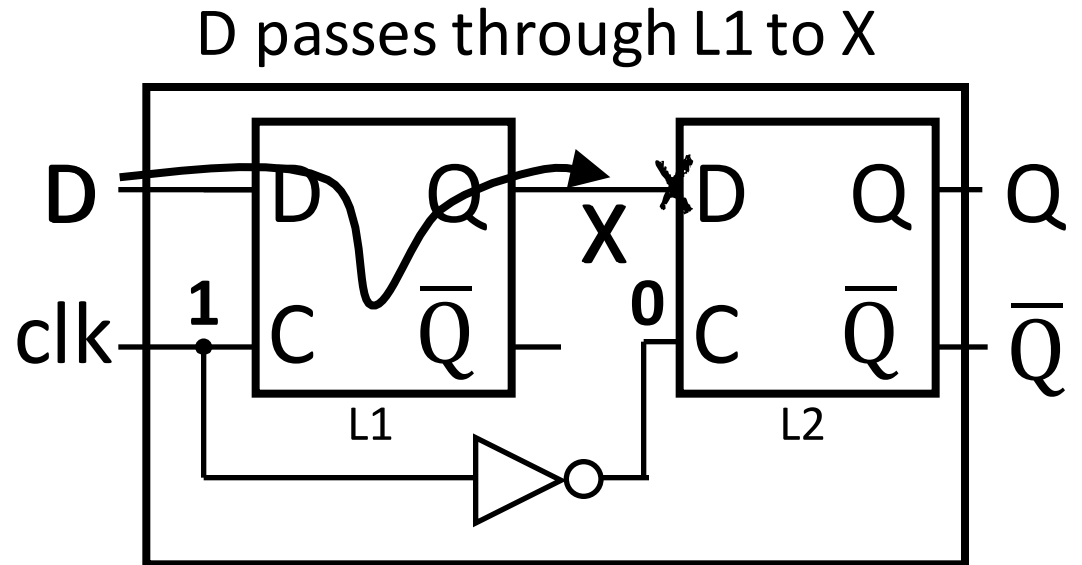 D passes through L1 to X
D D Q D Q Q
X
1 0
clk C Q̅ C Q̅ Q̅
L1 L2